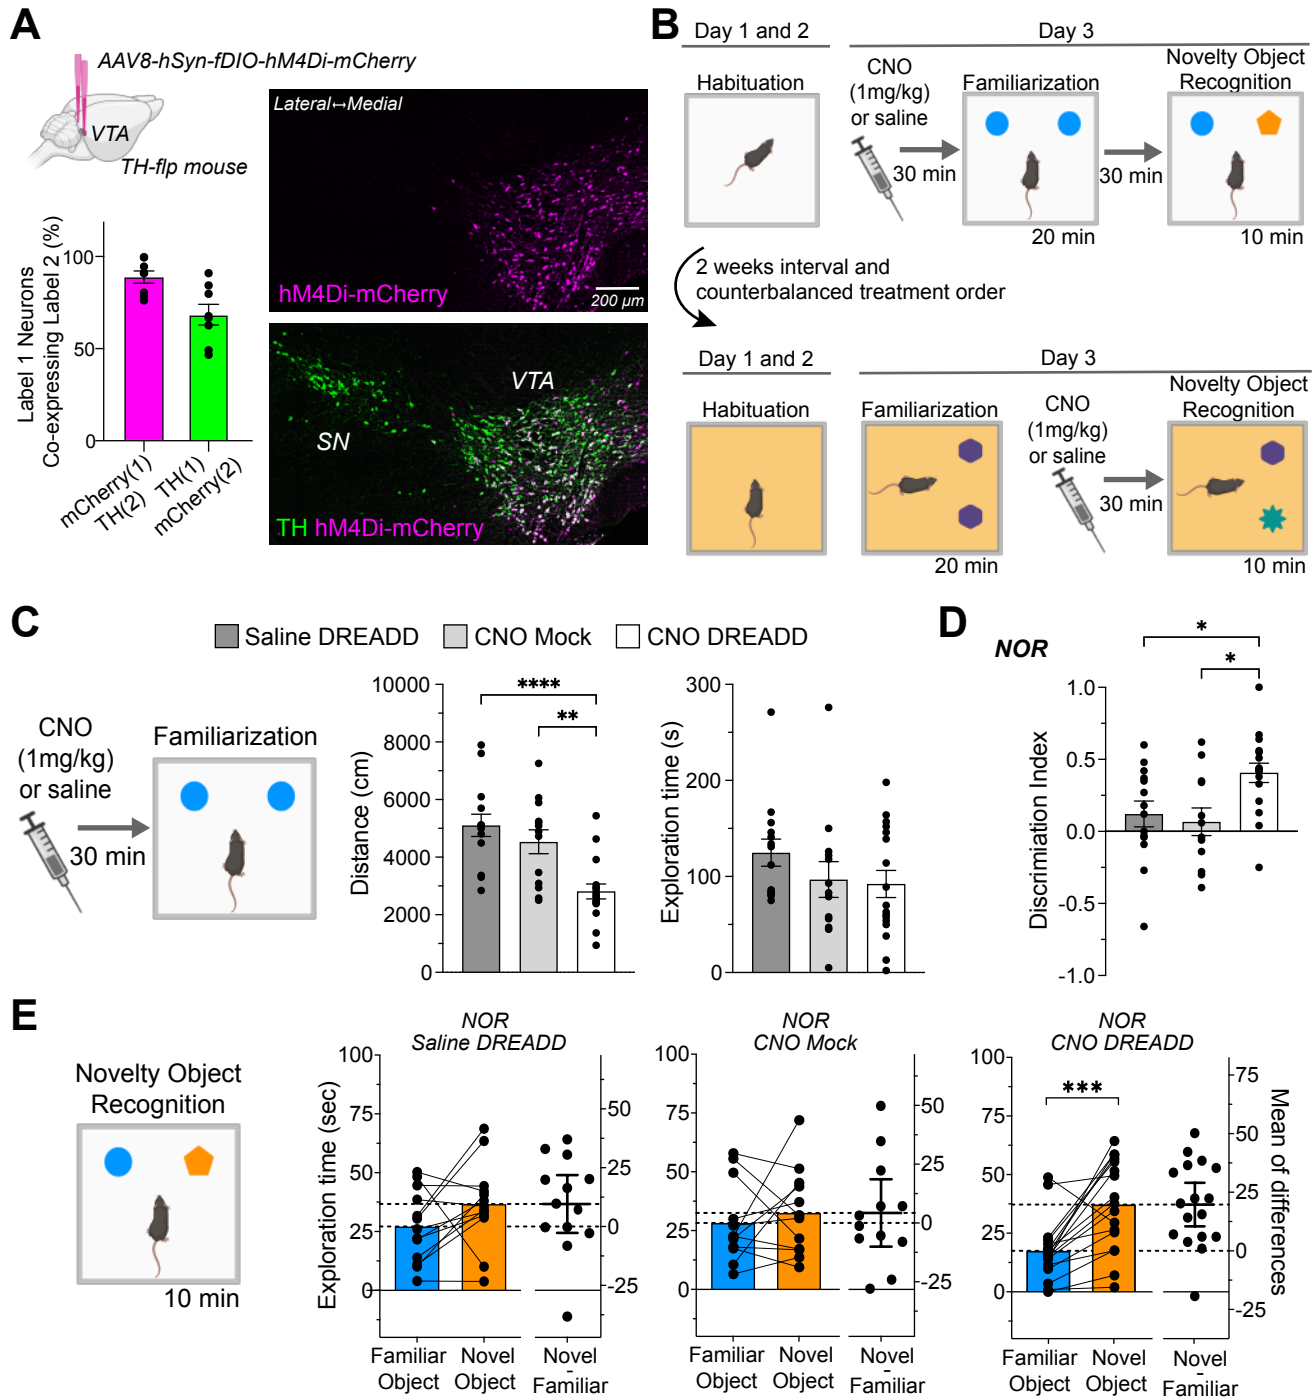 A
AAV8-hSyn-fDIO-hM4Di-mCherry
VTA
TH-flp mouse
Lateral↔Medial
hM4Di-mCherry
200 µm
VTA
SN
TH hM4Di-mCherry
Label 1 Neurons
Co-expressing Label 2 (%)
100
50
0
mCherry(1)
TH(2)
TH(1)
mCherry(2)
B
Day 1 and 2
Day 3
Habituation
CNO
(1mg/kg)
or saline
30 min
Familiarization
20 min
30 min
Novelty Object
Recognition
10 min
2 weeks interval and
counterbalanced treatment order
Day 1 and 2
Day 3
Habituation
Familiarization
20 min
CNO
(1mg/kg)
or saline
30 min
Novelty Object
Recognition
10 min
C
Saline DREADD
CNO Mock
CNO DREADD
CNO
(1mg/kg)
or saline
30 min
Familiarization
Distance (cm)
10000
8000
6000
4000
2000
0
****
**
Exploration time (s)
300
200
100
0
D
NOR
*
*
Discrimiation Index
1.0
0.5
0.0
-0.5
-1.0
E
Novelty Object
Recognition
10 min
NOR
Saline DREADD
Exploration time (sec)
100
75
50
25
0
50
25
0
-25
Familiar
Object
Novel
Object
Novel
-
Familiar
NOR
CNO Mock
100
75
50
25
0
50
25
0
-25
Familiar
Object
Novel
Object
Novel
-
Familiar
NOR
CNO DREADD
***
100
75
50
25
0
75
50
25
0
-25
Mean of differences
Familiar
Object
Novel
Object
Novel
-
Familiar